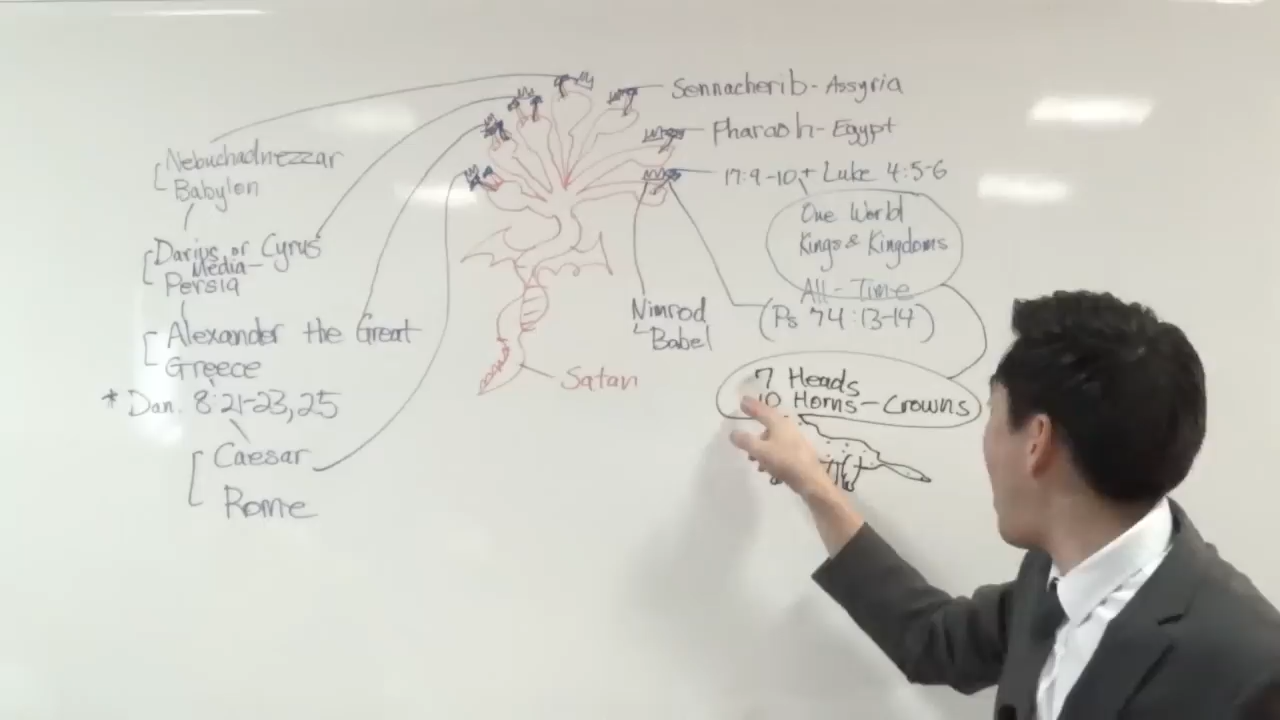 Nebuchadnezzar
Babylon
Darius or Cyrus
Media-
Persia
Alexander the Great
Greece
* Dan. 8:21-23,25
Caesar
Rome
Satan
Sennacherib - Assyria
Pharaoh - Egypt
17:9-10, + Luke 4:5-6
One World
Kings & Kingdoms
All-Time
(Ps 74:13-14)
Nimrod
Babel
7 Heads
10 Horns - Crowns